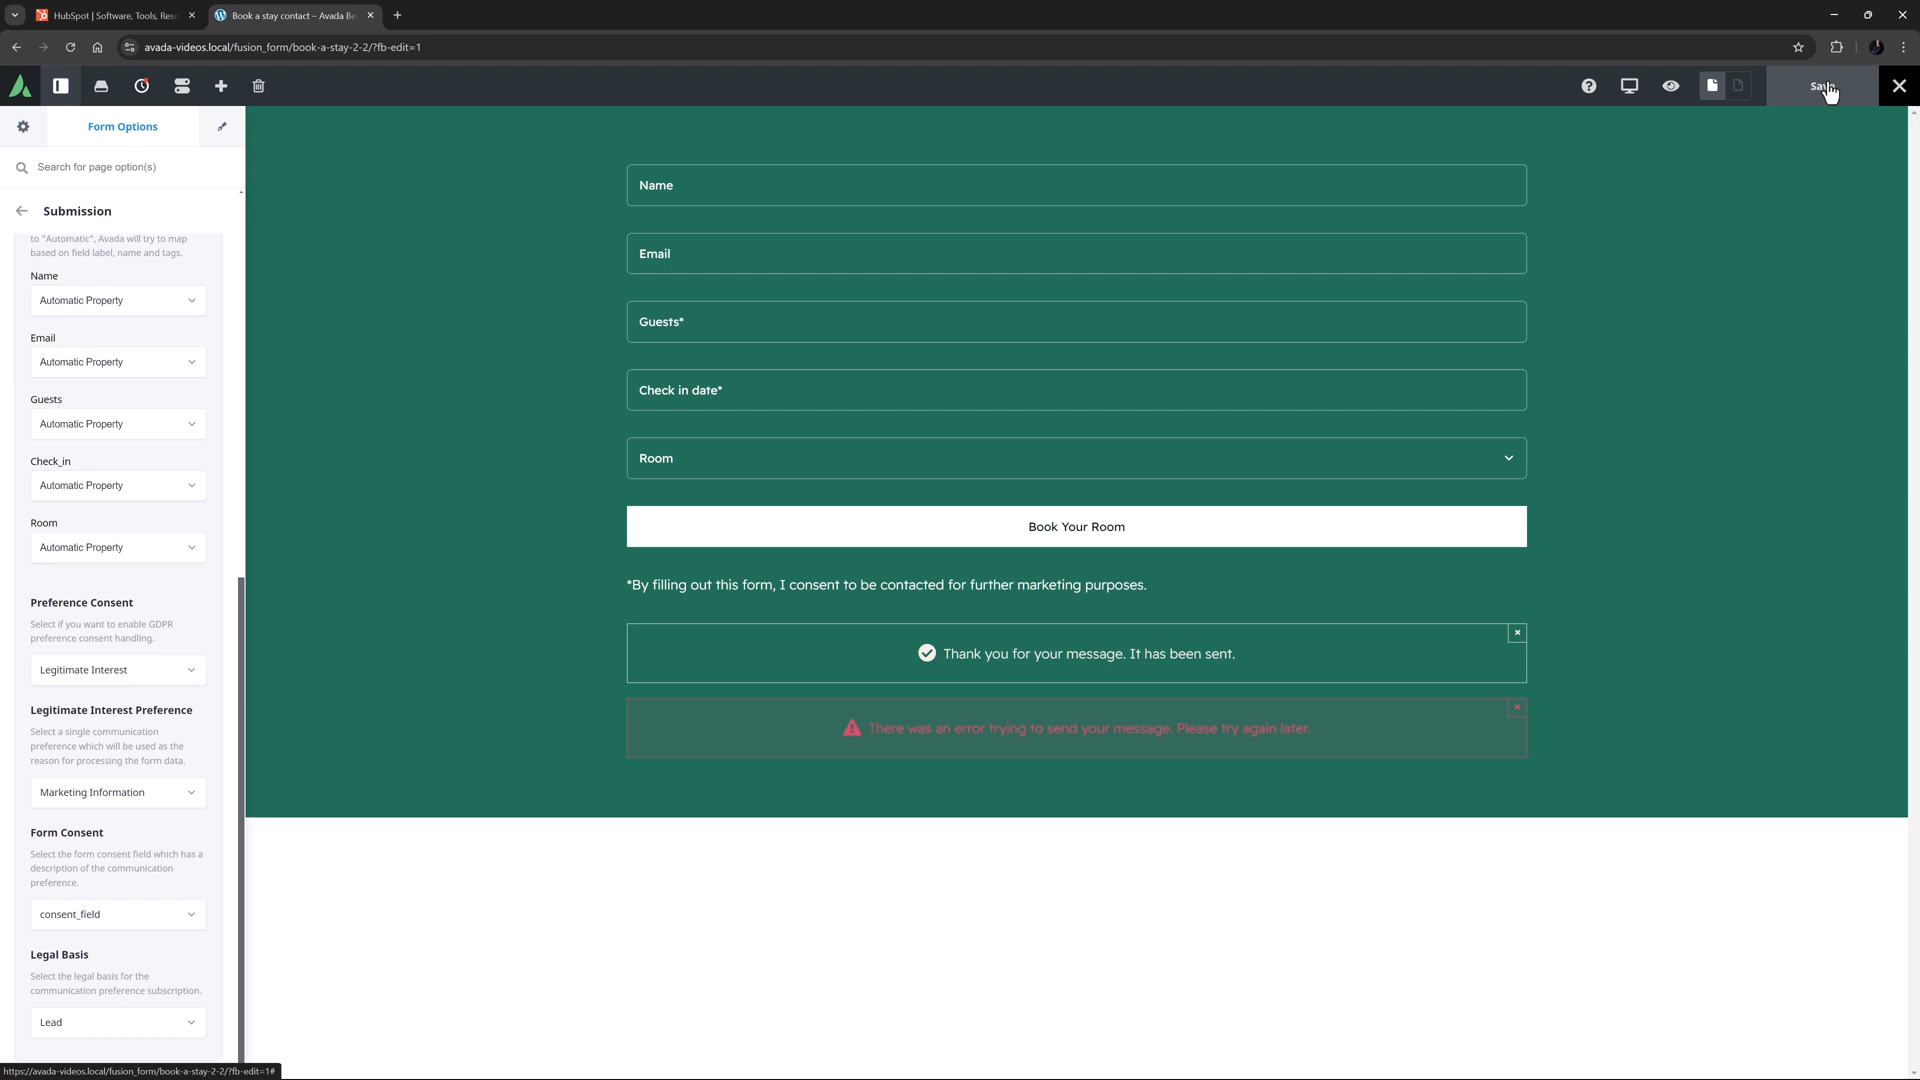 HubSpot | Software, Tools, Reso
Book a stay contact – Avada Be
avada-videos.local/fusion_form/book-a-stay-2-2/?fb-edit=1
Form Options
Search for page option(s)
Submission
to "Automatic", Avada will try to map
based on field label, name and tags.
Name
Automatic Property
Email
Automatic Property
Guests
Automatic Property
Check_in
Automatic Property
Room
Automatic Property
Preference Consent
Select if you want to enable GDPR
preference consent handling.
Legitimate Interest
Legitimate Interest Preference
Select a single communication
preference which will be used as the
reason for processing the form data.
Marketing Information
Form Consent
Select the form consent field which has a
description of the communication
preference.
consent_field
Legal Basis
Select the legal basis for the
communication preference subscription.
Lead
https://avada-videos.local/fusion_form/book-a-stay-2-2/?fb-edit=1#
Name
Email
Guests*
Check in date*
Room
Book Your Room
*By filling out this form, I consent to be contacted for further marketing purposes.
Thank you for your message. It has been sent.
There was an error trying to send your message. Please try again later.